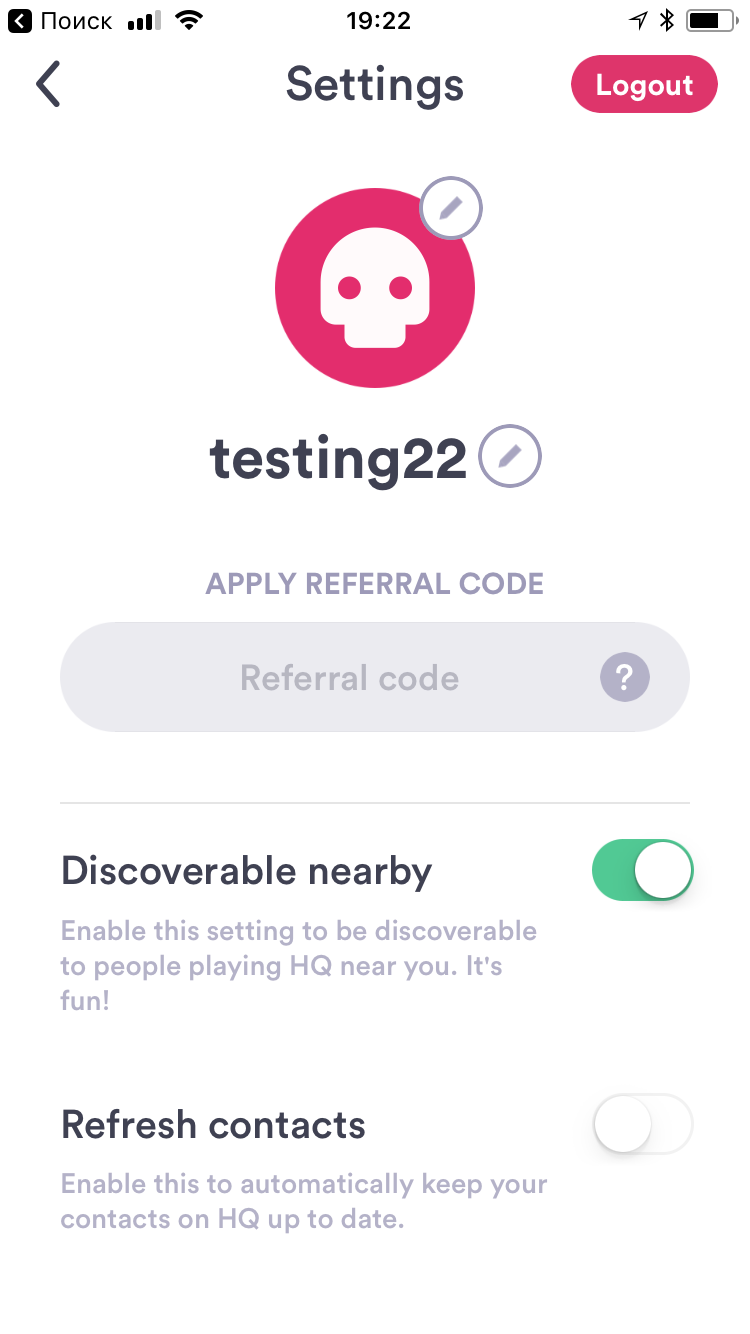 Поиск 19:22
Settings
Logout
testing22
APPLY REFERRAL CODE
Referral code ?
Discoverable nearby
Enable this setting to be discoverable
to people playing HQ near you. It's
fun!
Refresh contacts
Enable this to automatically keep your
contacts on HQ up to date.